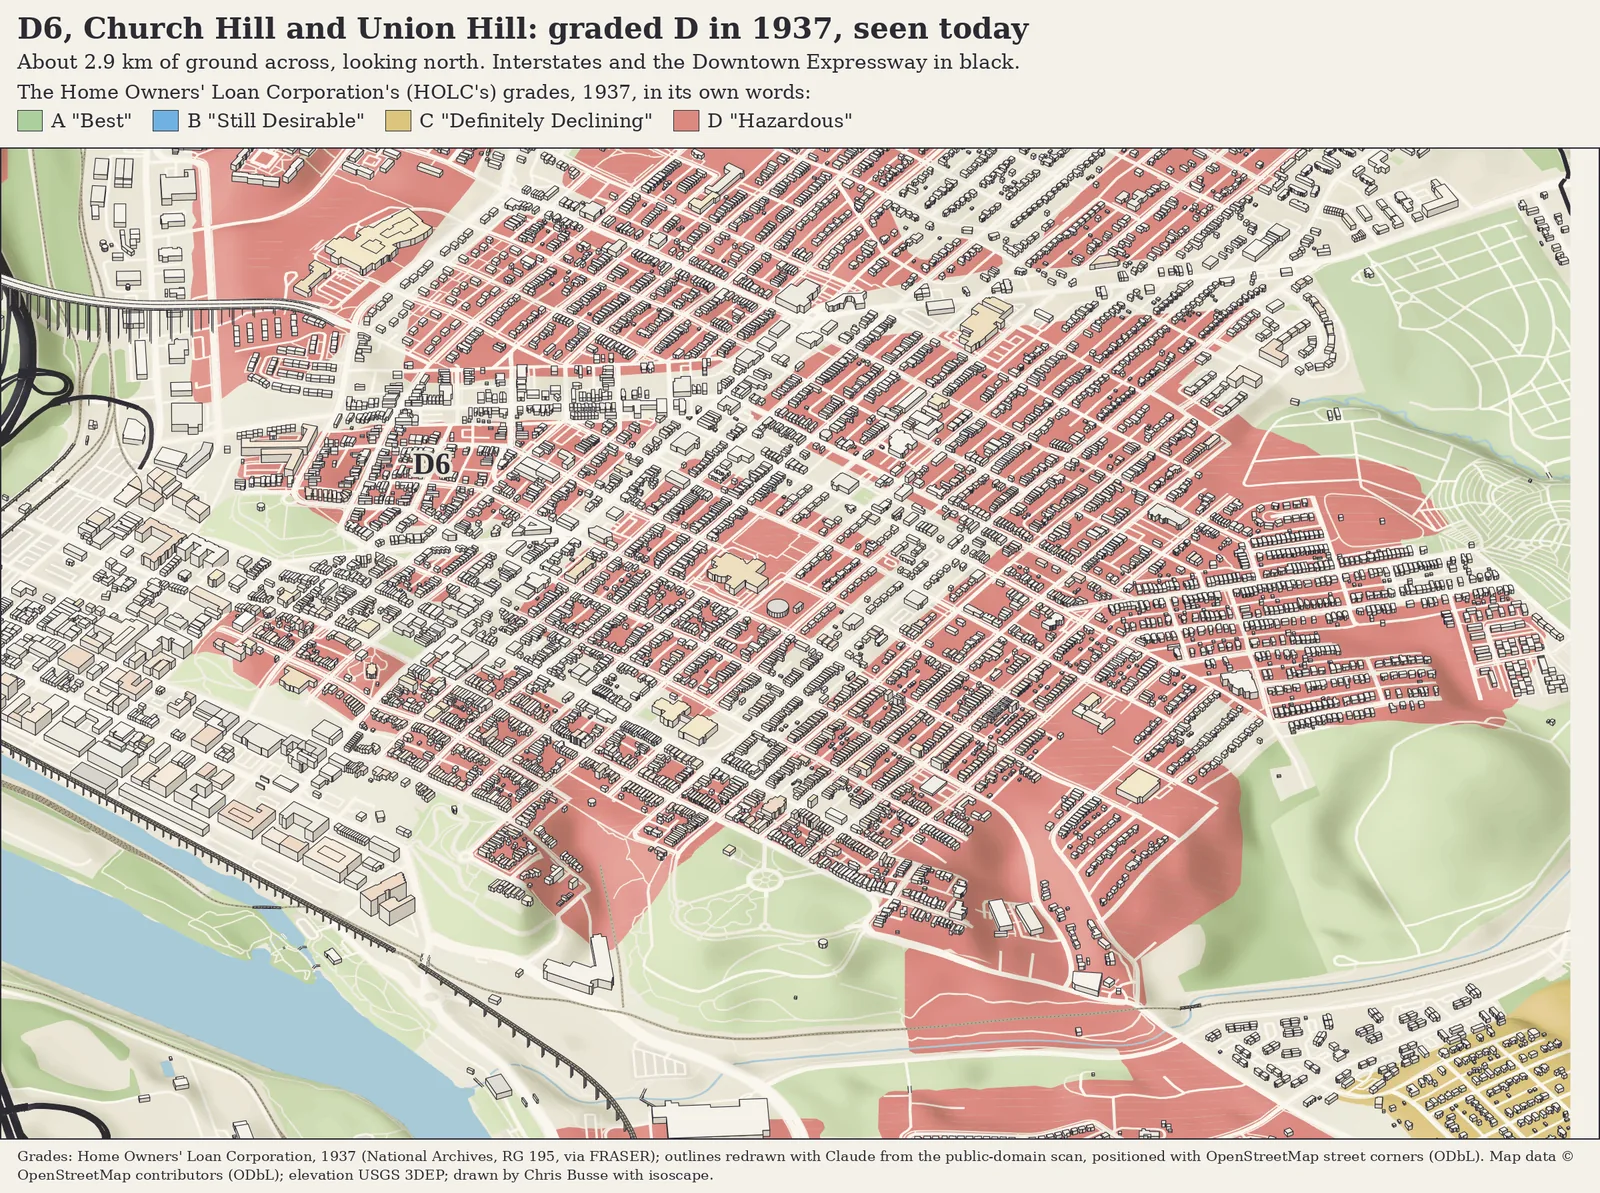 D6, Church Hill and Union Hill: graded D in 1937, seen today
About 2.9 km of ground across, looking north. Interstates and the Downtown Expressway in black.
The Home Owners' Loan Corporation's (HOLC's) grades, 1937, in its own words:
A "Best" B "Still Desirable" C "Definitely Declining" D "Hazardous"
D6
Grades: Home Owners' Loan Corporation, 1937 (National Archives, RG 195, via FRASER); outlines redrawn with Claude from the public-domain scan, positioned with OpenStreetMap street corners (ODbL). Map data ©
OpenStreetMap contributors (ODbL); elevation USGS 3DEP; drawn by Chris Busse with isoscape.